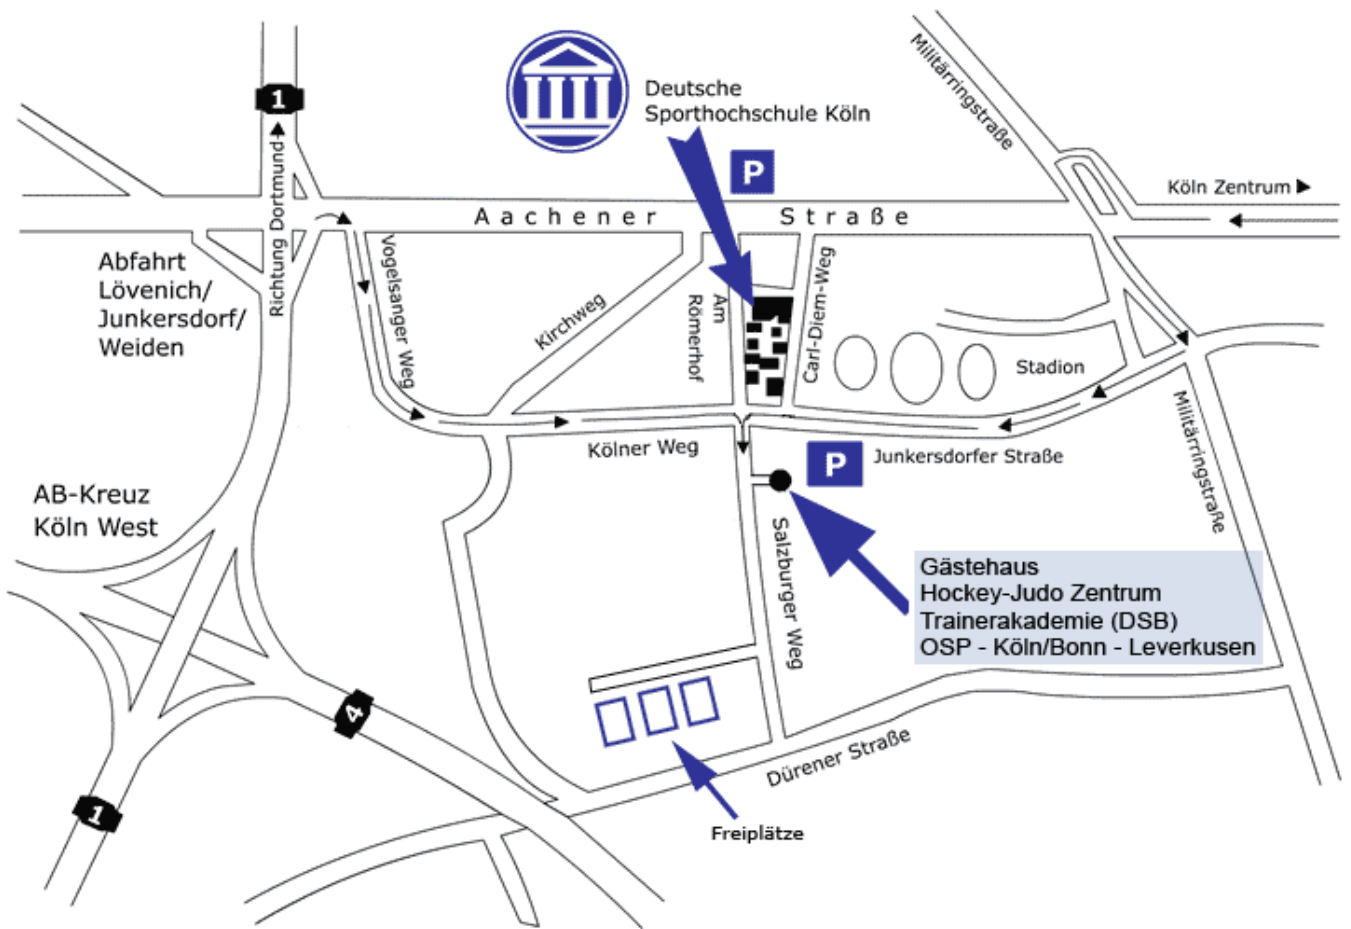 Deutsche
Sporthochschule Köln
P
Militärringstraße
1
Köln Zentrum
Aachener Straße
Richtung Dortmund
Abfahrt
Lövenich/
Junkersdorf/
Weiden
Vogelsanger Weg
Kirchweg
Am
Römerhof
Carl-Diem-Weg
Stadion
Militärringstraße
Kölner Weg
P
Junkersdorfer Straße
AB-Kreuz
Köln West
Salzburger Weg
Gästehaus
Hockey-Judo Zentrum
Trainerakademie (DSB)
OSP - Köln/Bonn - Leverkusen
4
Dürener Straße
1
Freiplätze